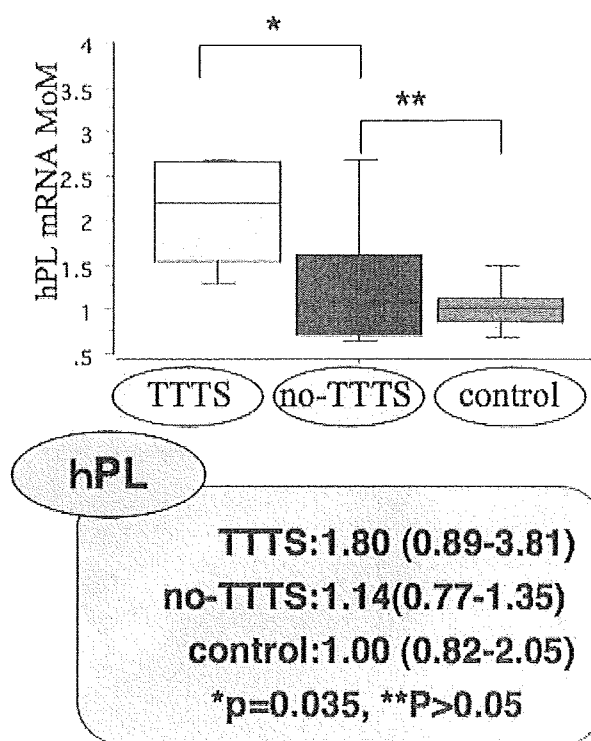 *
**
hPL mRNA MoM
4
3.5
3
2.5
2
1.5
1
.5
TTTS
no-TTTS
control
hPL
TTTS:1.80 (0.89-3.81)
no-TTTS:1.14(0.77-1.35)
control:1.00 (0.82-2.05)
*p=0.035, **P>0.05